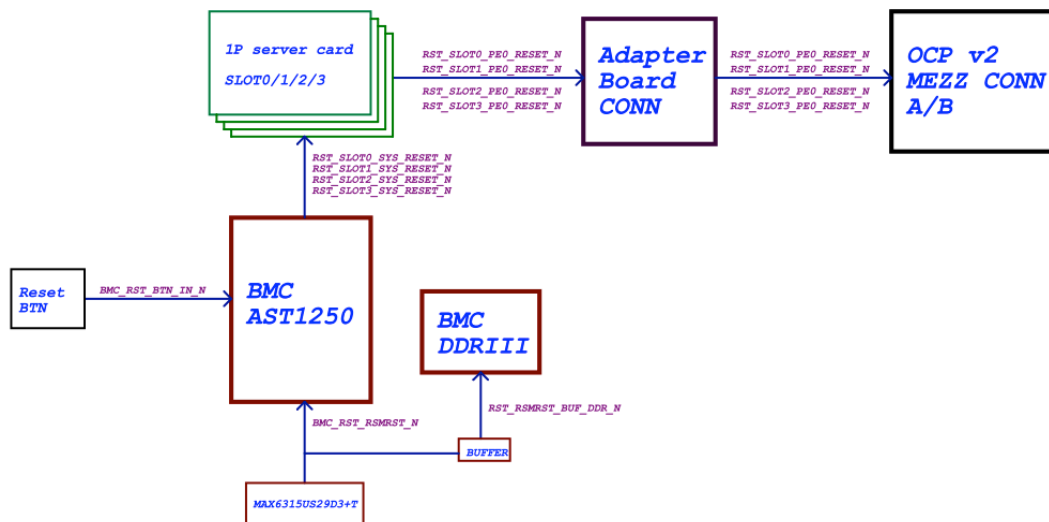 1P server card
SLOT0/1/2/3
RST_SLOT0_PE0_RESET_N
RST_SLOT1_PE0_RESET_N
RST_SLOT2_PE0_RESET_N
RST_SLOT3_PE0_RESET_N
Adapter
Board
CONN
RST_SLOT0_PE0_RESET_N
RST_SLOT1_PE0_RESET_N
RST_SLOT2_PE0_RESET_N
RST_SLOT3_PE0_RESET_N
OCP v2
MEZZ CONN
A/B
RST_SLOT0_SYS_RESET_N
RST_SLOT1_SYS_RESET_N
RST_SLOT2_SYS_RESET_N
RST_SLOT3_SYS_RESET_N
Reset
BTN
BMC_RST_BTN_IN_N
BMC
AST1250
BMC
DDRIII
BMC_RST_RSMRST_N
RST_RSMRST_BUF_DDR_N
BUFFER
MAX6315US29D3+T